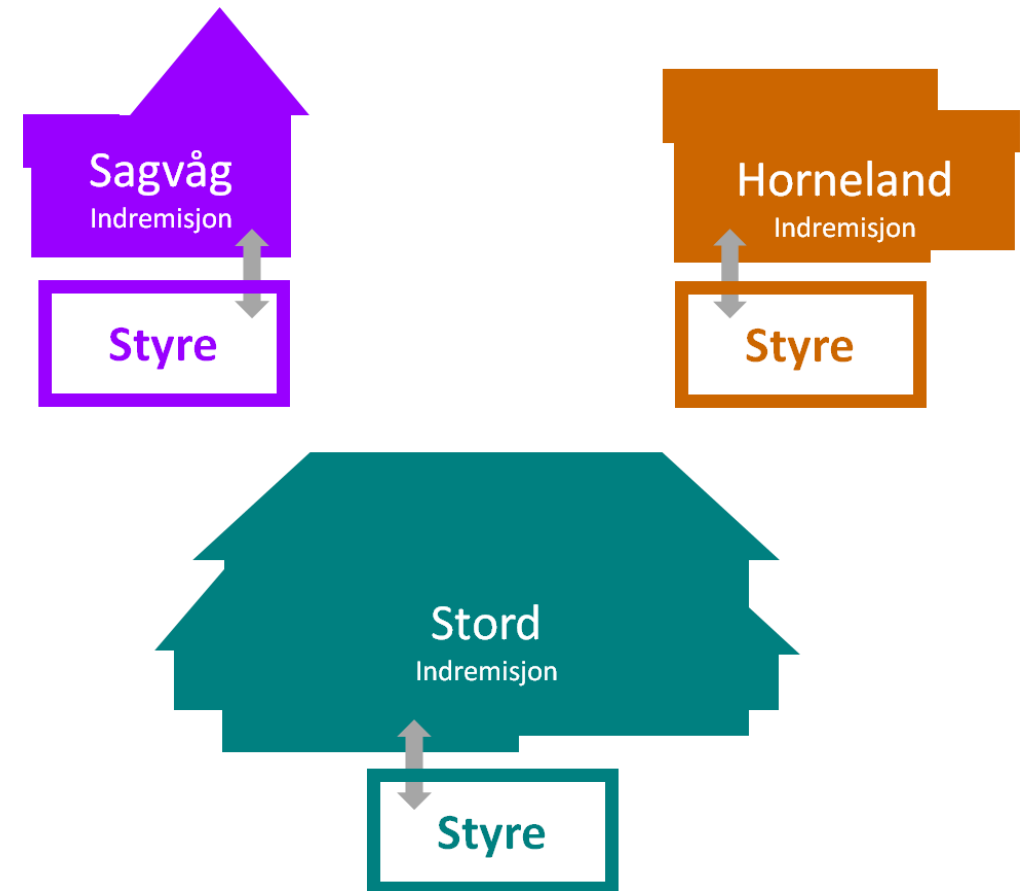 Sagvåg
Indremisjon
Styre
Horneland
Indremisjon
Styre
Stord
Indremisjon
Styre